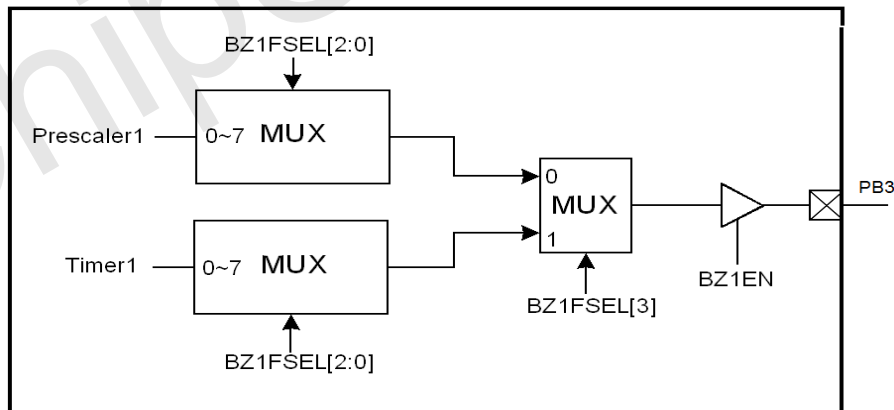 BZ1FSEL[2:0]
Prescaler1
0~7 MUX
0
MUX
1
PB3
Timer1
0~7 MUX
BZ1EN
BZ1FSEL[3]
BZ1FSEL[2:0]